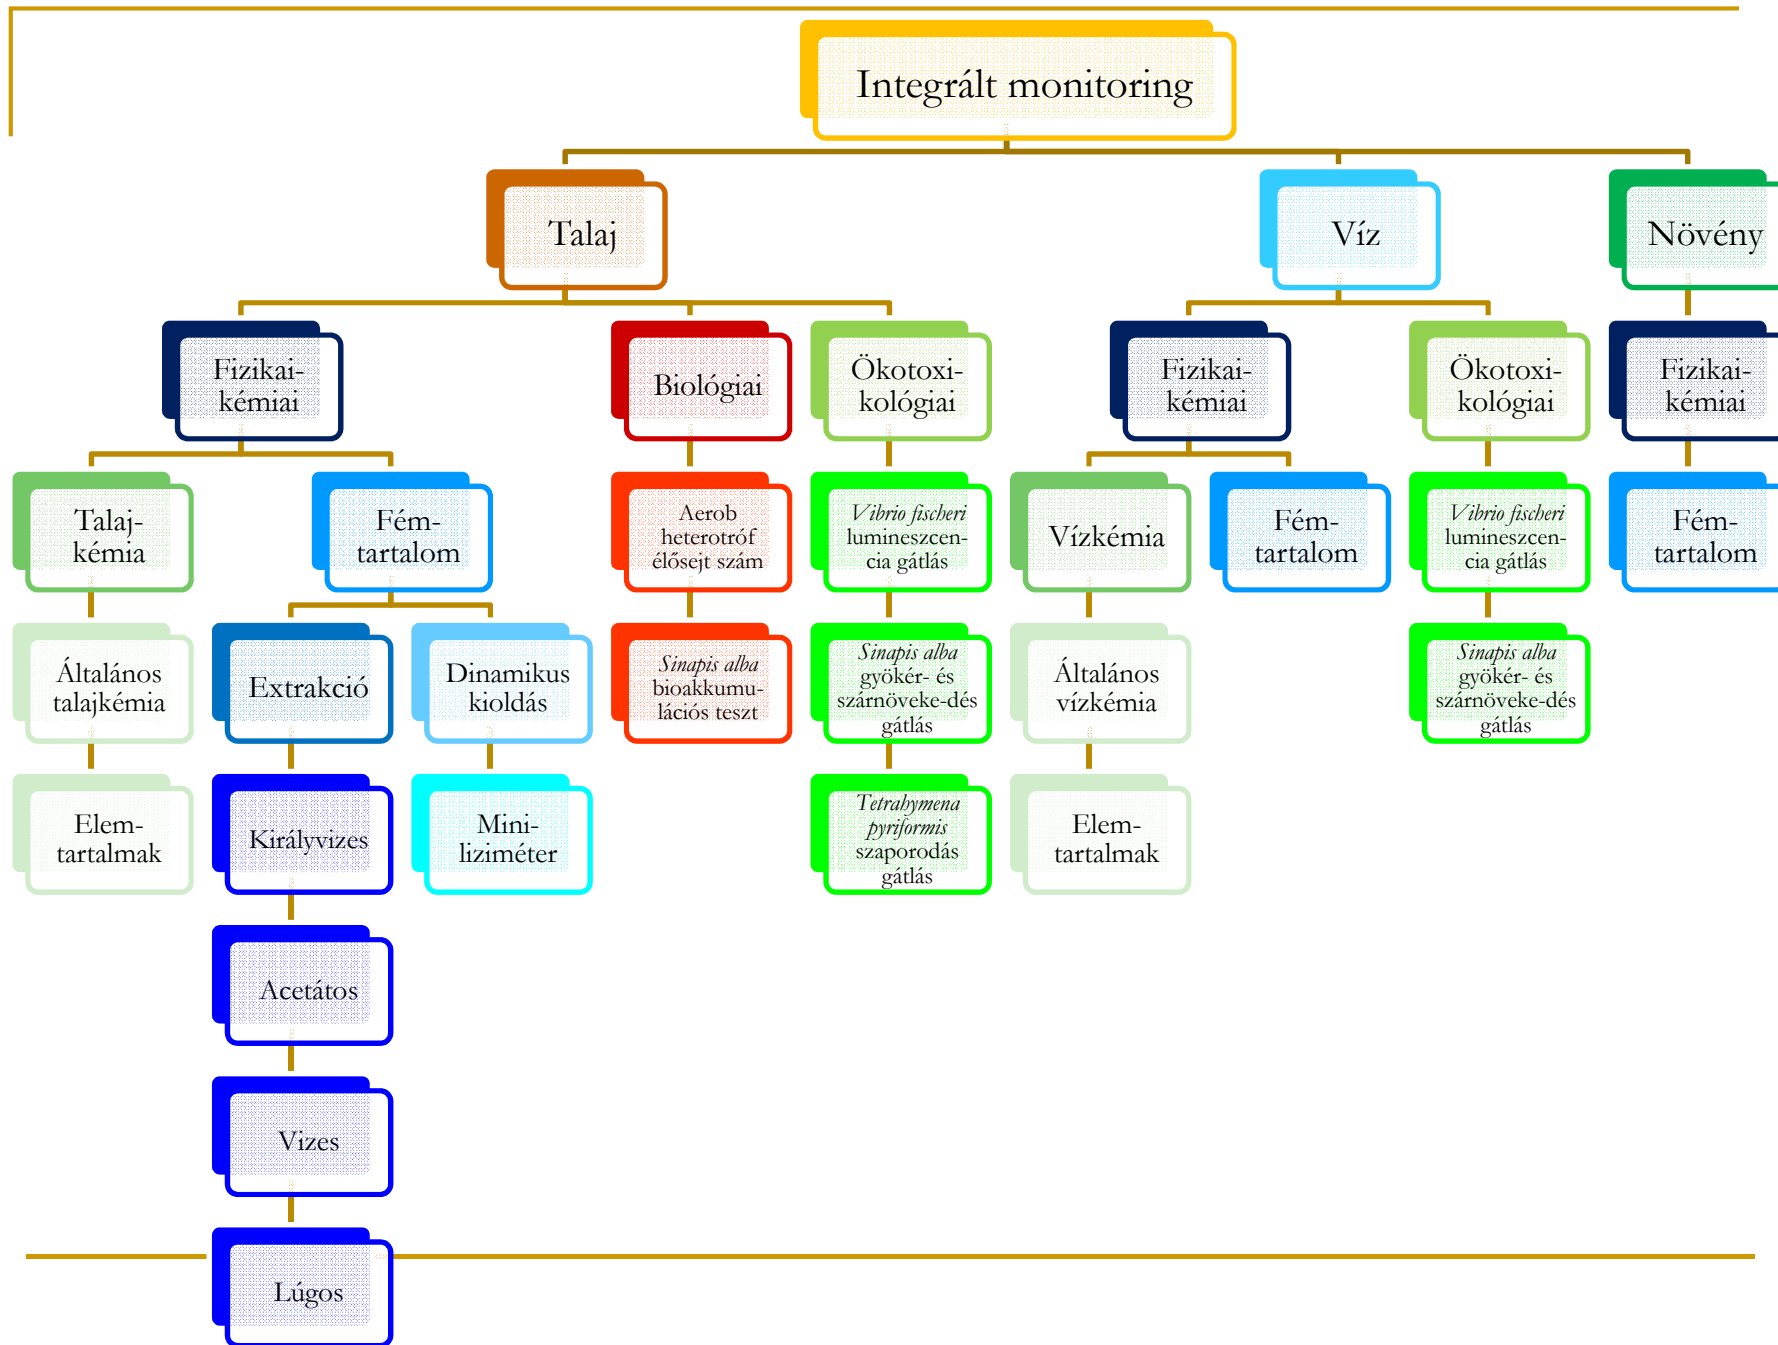 Integrált monitoring
Talaj
Víz
Növény
Fizikai-
kémiai
Biológiai
Ökotoxi-
kológiai
Fizikai-
kémiai
Ökotoxi-
kológiai
Fizikai-
kémiai
Talaj-
kémia
Fém-
tartalom
Aerob
heterotróf
élősejt szám
Vibrio fischeri
lumineszcen-
cia gátlás
Vízkémia
Fém-
tartalom
Vibrio fischeri
lumineszcen-
cia gátlás
Fém-
tartalom
Általános
talajkémia
Extrakció
Dinamikus
kioldás
Sinapis alba
bioakkumu-
lációs teszt
Sinapis alba
gyökér- és
szárnöveke-dés
gátlás
Általános
vízkémia
Sinapis alba
gyökér- és
szárnöveke-dés
gátlás
Elem-
tartalmak
Királyvizes
Mini-
liziméter
Tetrahymena
pyriformis
szaporodás
gátlás
Elem-
tartalmak
Acetátos
Vizes
Lúgos